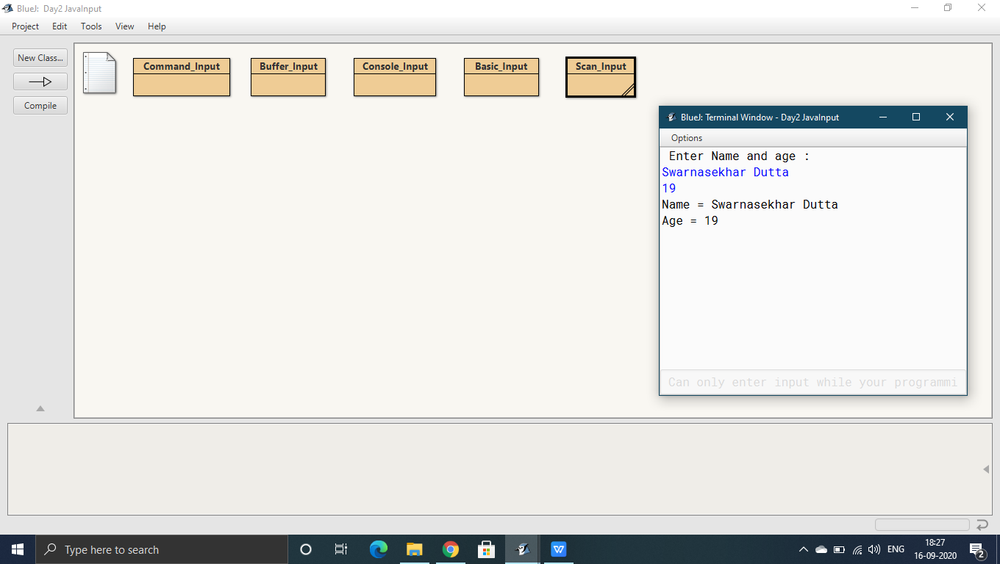 BlueJ: Day2 JavaInput
Project Edit Tools View Help
New Class...
Compile
Command_Input
Buffer_Input
Console_Input
Basic_Input
Scan_Input
BlueJ: Terminal Window - Day2 JavaInput
Options
Enter Name and age :
Swarnasekhar Dutta
19
Name = Swarnasekhar Dutta
Age = 19
Can only enter input while your programmi
Type here to search
ENG
18:27
16-09-2020
2